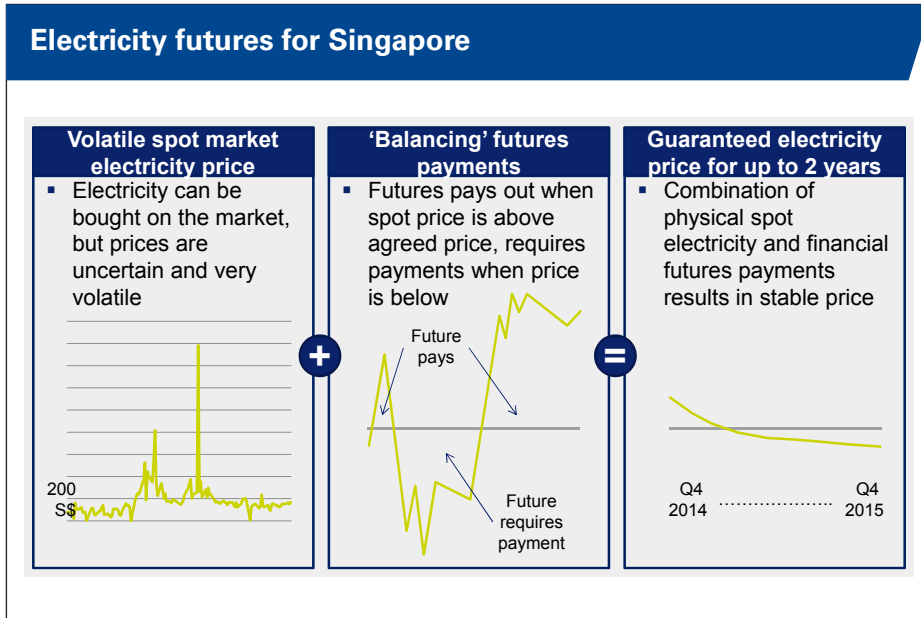 Electricity futures for Singapore
Volatile spot market
electricity price
▪ Electricity can be
bought on the market,
but prices are
uncertain and very
volatile
200
S$
+
‘Balancing’ futures
payments
▪ Futures pays out when
spot price is above
agreed price, requires
payments when price
is below
Future
pays
Future
requires
payment
=
Guaranteed electricity
price for up to 2 years
▪ Combination of
physical spot
electricity and financial
futures payments
results in stable price
Q4
2014
.....................
Q4
2015